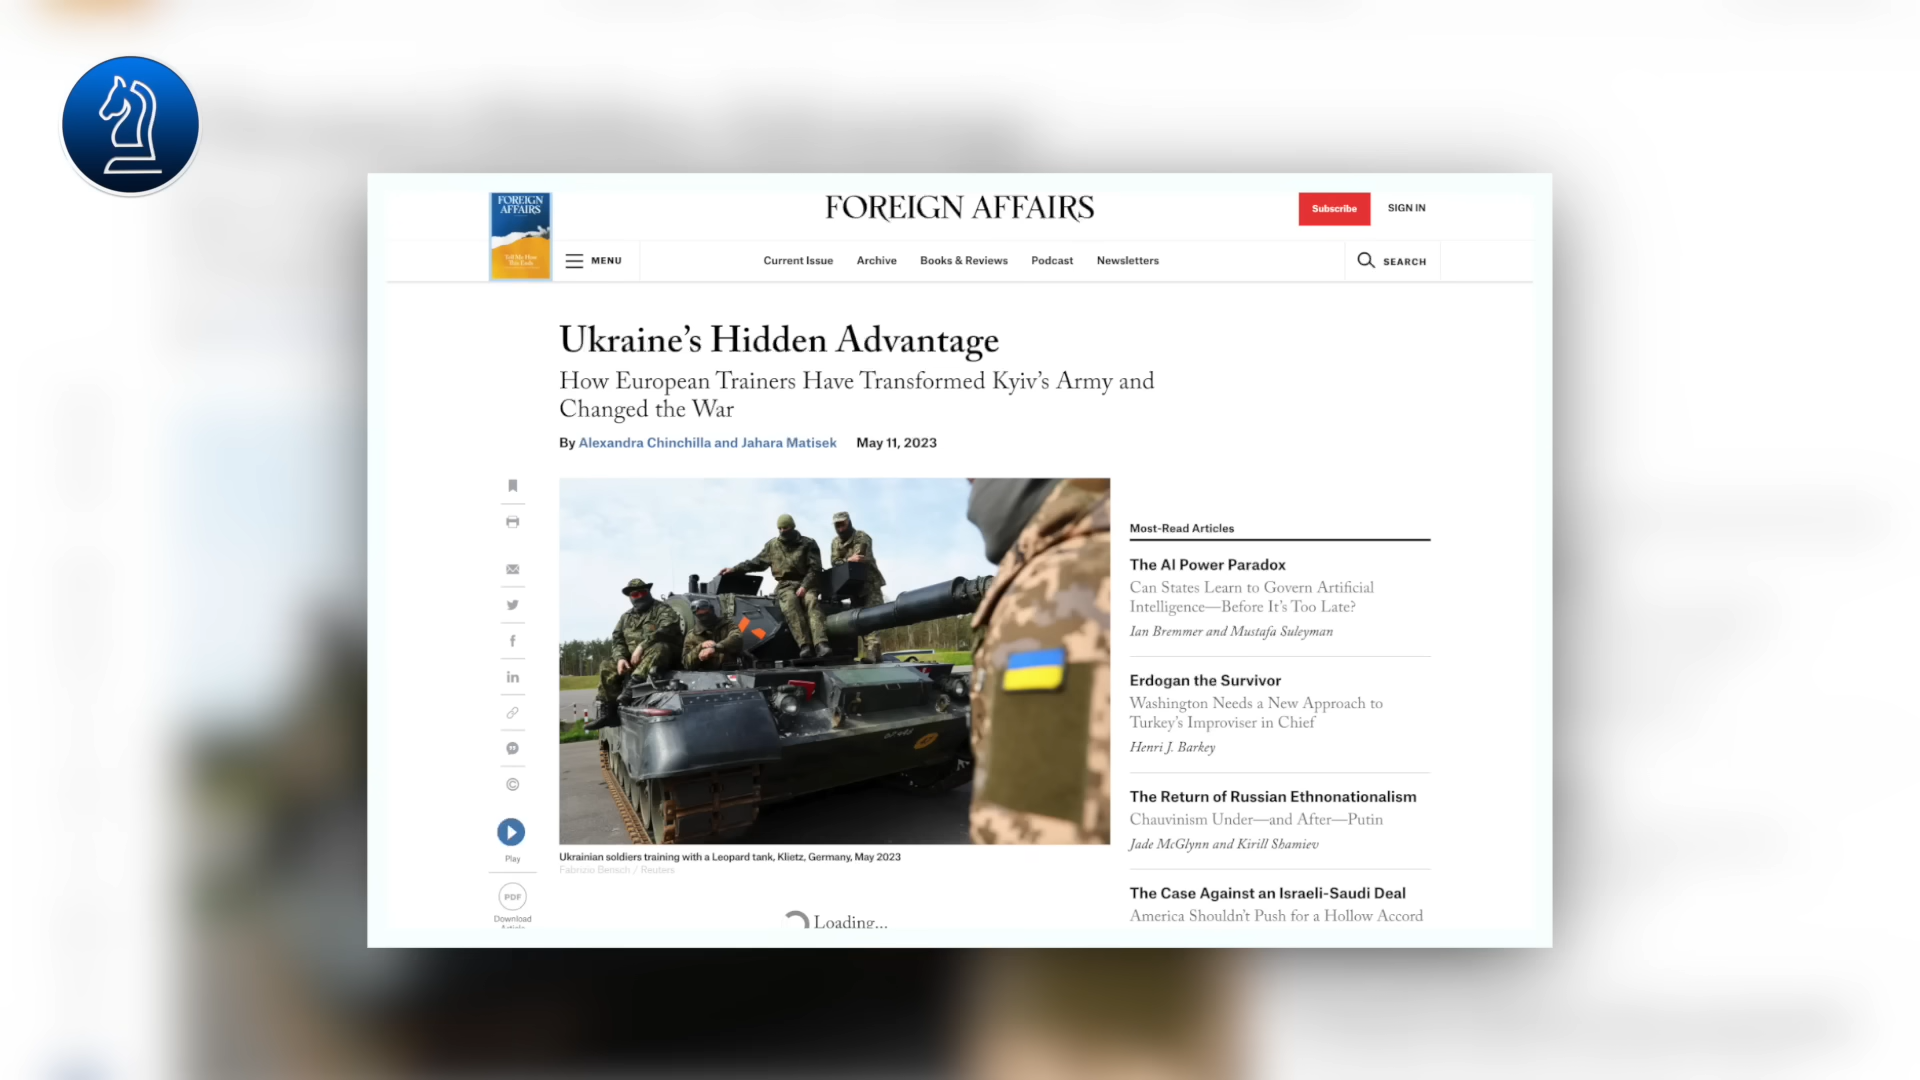 FOREIGN
AFFAIRS
FOREIGN AFFAIRS
Subscribe
SIGN IN
MENU
Current Issue
Archive
Books & Reviews
Podcast
Newsletters
SEARCH
Ukraine's Hidden Advantage
How European Trainers Have Transformed Kyiv's Army and
Changed the War
By Alexandra Chinchilla and Jahara Matisek May 11, 2023
Play
PDF
Download
Article
Ukrainian soldiers training with a Leopard tank, Klietz, Germany, May 2023
Fabrizio Bensch / Reuters
Loading...
Most-Read Articles
The AI Power Paradox
Can States Learn to Govern Artificial
Intelligence—Before It's Too Late?
Ian Bremmer and Mustafa Suleyman
Erdogan the Survivor
Washington Needs a New Approach to
Turkey's Improviser in Chief
Henri J. Barkey
The Return of Russian Ethnonationalism
Chauvinism Under—and After—Putin
Jade McGlynn and Kirill Shamiev
The Case Against an Israeli-Saudi Deal
America Shouldn't Push for a Hollow Accord